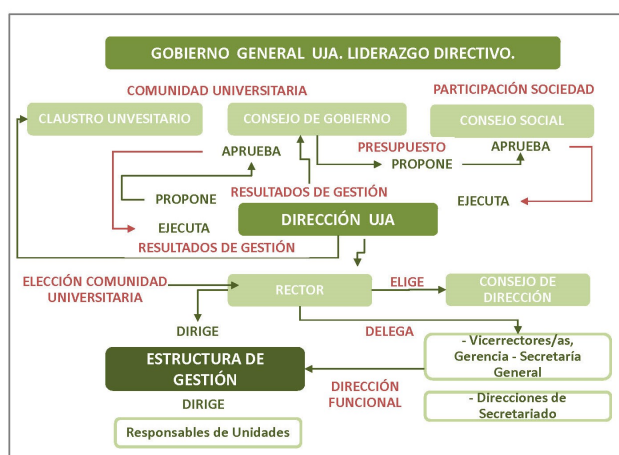 GOBIERNO GENERAL UJA. LIDERAZGO DIRECTIVO.
COMUNIDAD UNIVERSITARIA
PARTICIPACIÓN SOCIEDAD
CLAUSTRO UNVESITARIO
CONSEJO DE GOBIERNO
CONSEJO SOCIAL
APRUEBA
PRESUPUESTO
APRUEBA
PROPONE
RESULTADOS DE GESTIÓN
PROPONE
EJECUTA
EJECUTA
DIRECCIÓN UJA
RESULTADOS DE GESTIÓN
ELECCIÓN COMUNIDAD
UNIVERSITARIA
RECTOR
ELIGE
CONSEJO DE
DIRECCIÓN
DIRIGE
DELEGA
- Vicerrectores/as,
Gerencia - Secretaría
General
ESTRUCTURA DE
GESTIÓN
DIRECCIÓN
FUNCIONAL
- Direcciones de
Secretariado
DIRIGE
Responsables de Unidades